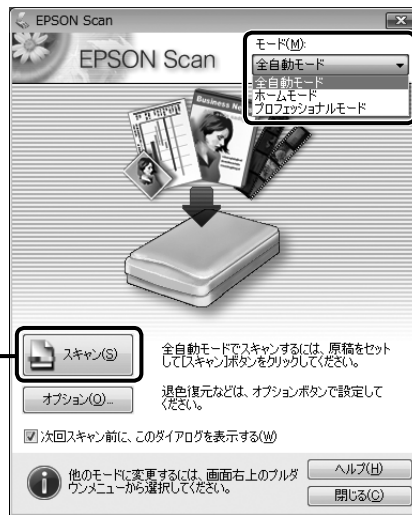 EPSON Scan
EPSON Scan
モード(M):
全自動モード
全自動モード
ホームモード
プロフェッショナルモード
Business Ne
スキャン(S)
全自動モードでスキャンするには、原稿をセット
して[スキャン]ボタンをクリックしてください。
オプション(O)...
退色復元などは、オプションボタンで設定して
ください。
次回スキャン前に、このダイアログを表示する(W)
他のモードに変更するには、画面右上のプルダ
ウンメニューから選択してください。
ヘルプ(H)
閉じる(C)